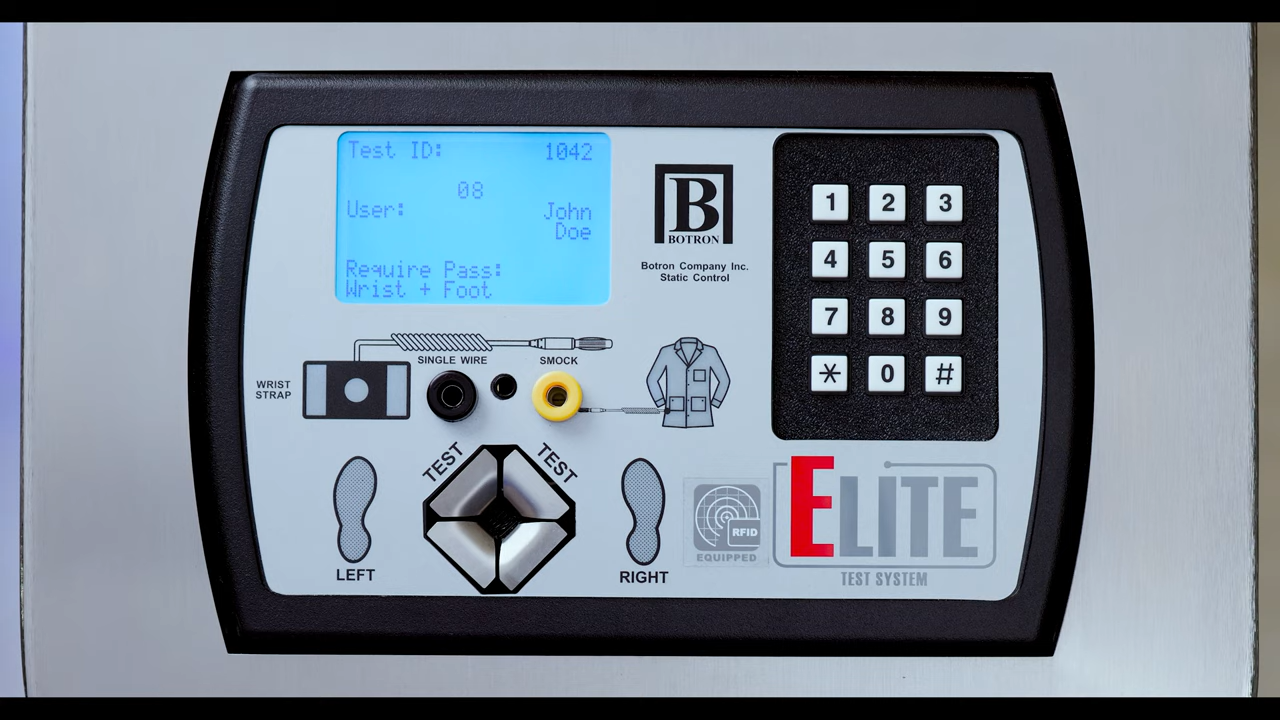 Test ID: 1042
08
User: John
Doe
Require Pass:
Wrist + Foot
B
BOTRON
Botron Company Inc.
Static Control
1 2 3
4 5 6
7 8 9
* 0 #
SINGLE WIRE
SMOCK
WRIST
STRAP
TEST
TEST
LEFT
RIGHT
RFID
EQUIPPED
ELITE
TEST SYSTEM